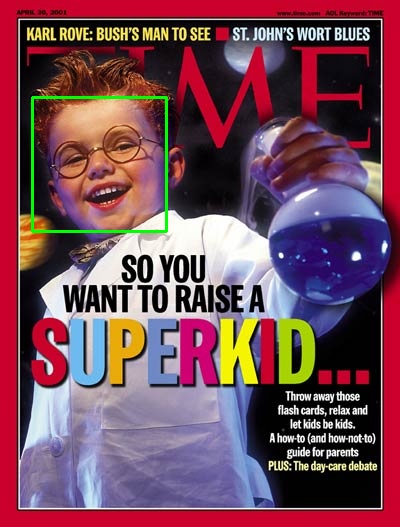 APRIL 30, 2001 www.time.com AOL Keyword: TIME
KARL ROVE: BUSH'S MAN TO SEE ■ ST. JOHN'S WORT BLUES
TIME
SO YOU
WANT TO RAISE A
SUPERKID...
Throw away those
flash cards, relax and
let kids be kids.
A how-to (and how-not-to)
guide for parents
PLUS: The day-care debate